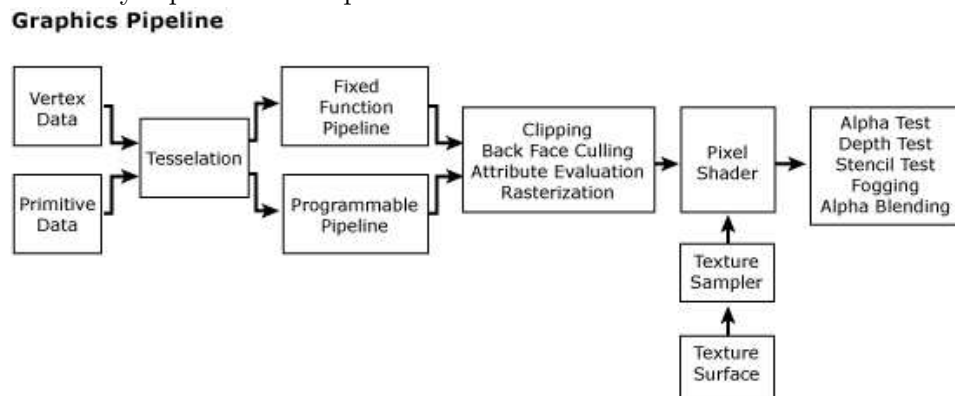 Graphics Pipeline
Vertex
Data
Primitive
Data
Tesselation
Fixed
Function
Pipeline
Programmable
Pipeline
Clipping
Back Face Culling
Attribute Evaluation
Rasterization
Pixel
Shader
Texture
Sampler
Texture
Surface
Alpha Test
Depth Test
Stencil Test
Fogging
Alpha Blending